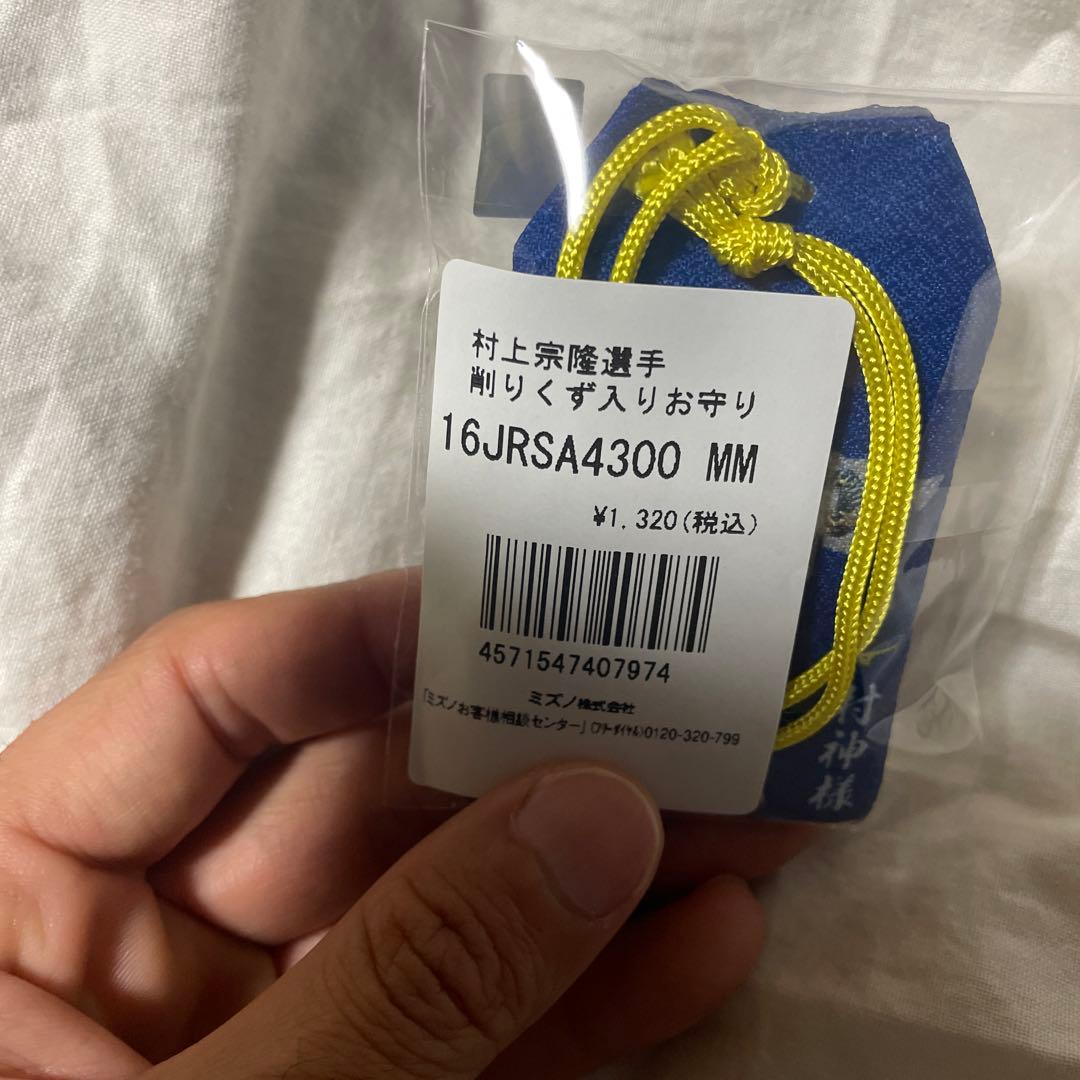 村上宗隆選手
削りくず入りお守り
16JRSA4300 MM
¥1,320(税込)
4571547407974
ミズノ株式会社
「ミズノお客様相談センター」(フリーダイヤル)0120-320-799
村神様